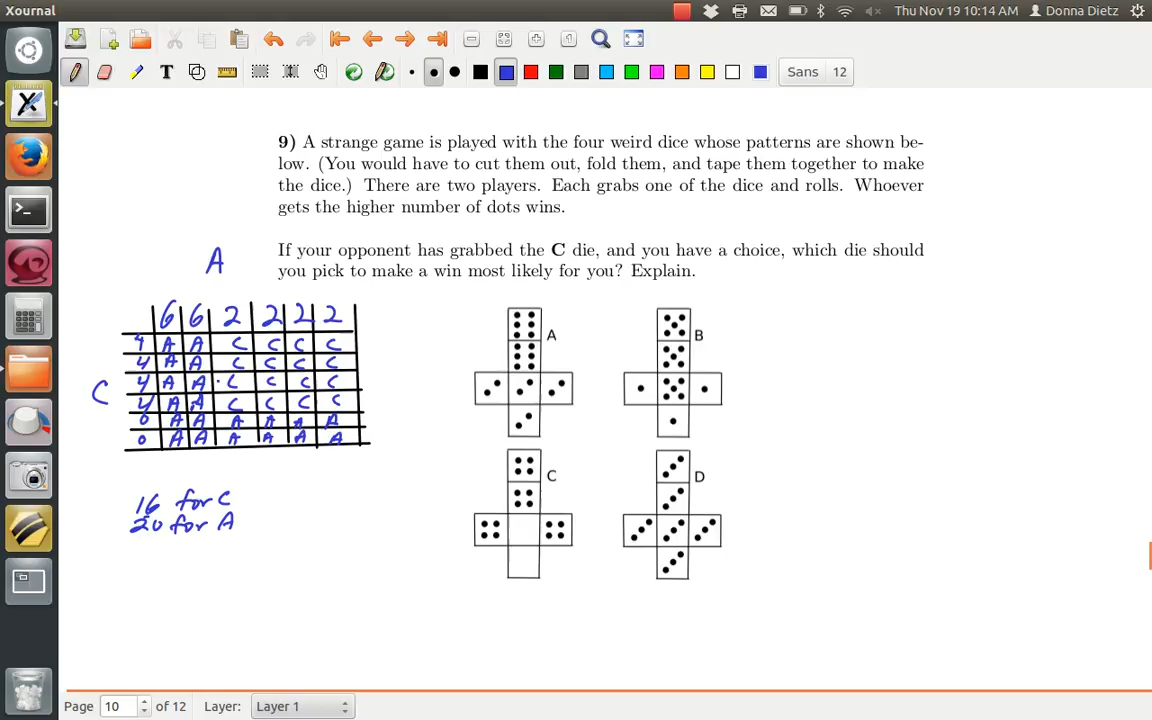 Xournal
Thu Nov 19 10:14 AM
Donna Dietz
Sans 12
9) A strange game is played with the four weird dice whose patterns are shown be-
low. (You would have to cut them out, fold them, and tape them together to make
the dice.) There are two players. Each grabs one of the dice and rolls. Whoever
gets the higher number of dots wins.
If your opponent has grabbed the C die, and you have a choice, which die should
you pick to make a win most likely for you? Explain.
A
6 6 2 2 2 2
4 A A C C C C
4 A A C C C C
C
4 A A C C C C
4 A A C C C C
0 A A A A A A
0 A A A A A A
16 for C
20 for A
A
B
C
D
Page 10 of 12 Layer: Layer 1